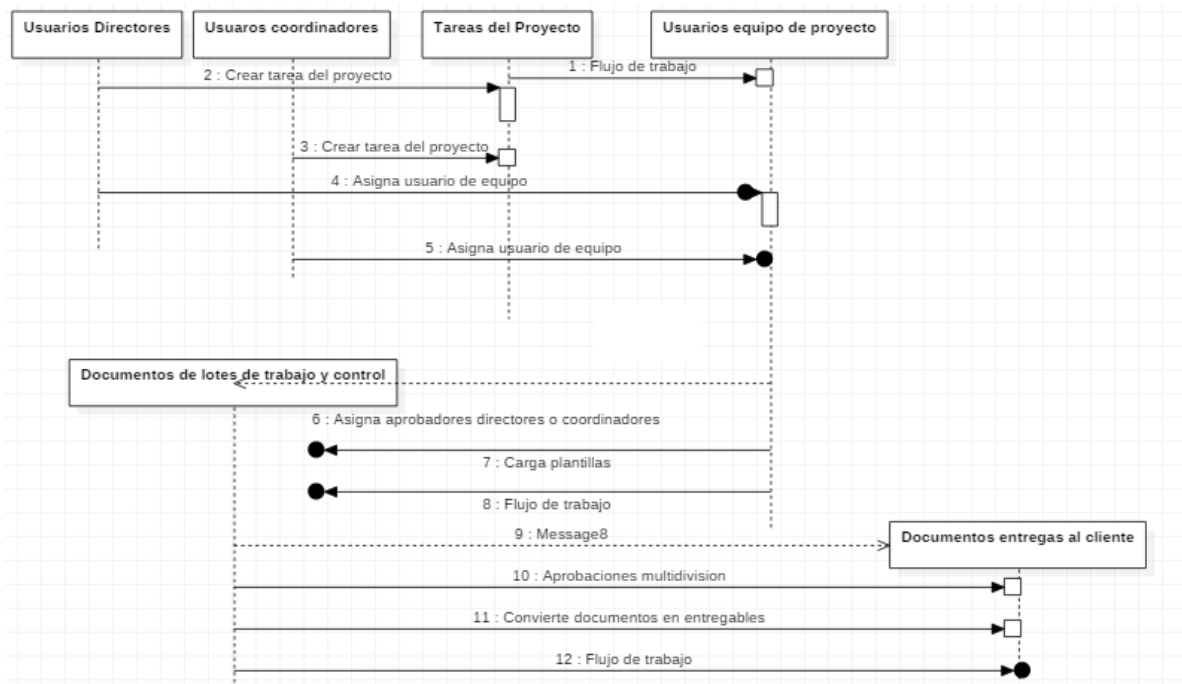 Usuarios Directores
Usuaros coordinadores
Tareas del Proyecto
Usuarios equipo de proyecto
1 : Flujo de trabajo
2 : Crear tarea del proyecto
3 : Crear tarea del proyecto
4 : Asigna usuario de equipo
5 : Asigna usuario de equipo
Documentos de lotes de trabajo y control
6 : Asigna aprobadores directores o coordinadores
7 : Carga plantillas
8 : Flujo de trabajo
9 : Message8
Documentos entregas al cliente
10 : Aprobaciones multidivision
11 : Convierte documentos en entregables
12 : Flujo de trabajo